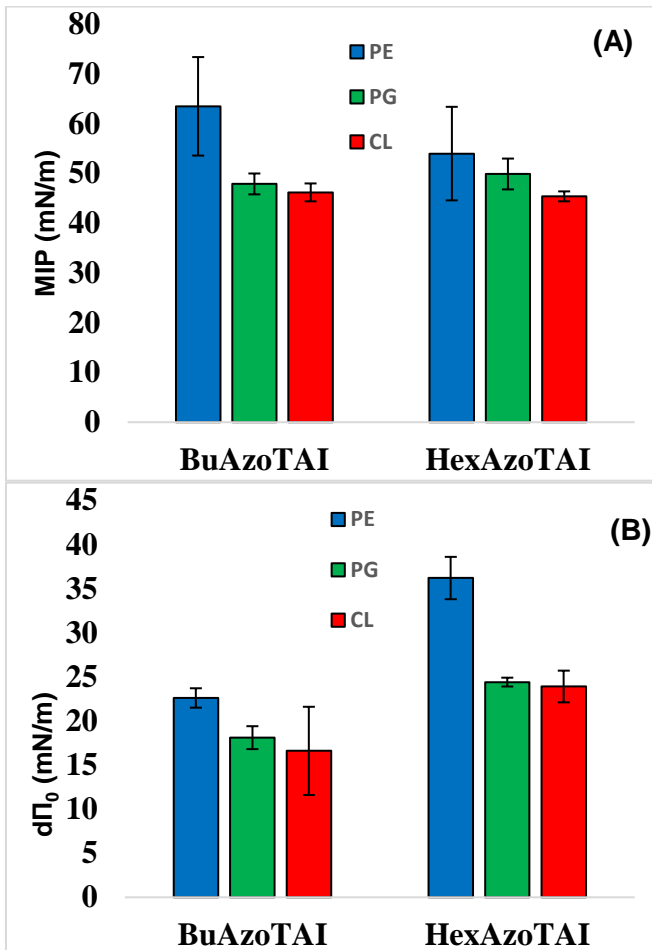 (A)
MIP (mN/m)
80
70
60
50
40
30
20
10
0
PE
PG
CL
BuAzoTAI HexAzoTAI
(B)
dΠ₀ (mN/m)
45
40
35
30
25
20
15
10
5
0
PE
PG
CL
BuAzoTAI HexAzoTAI